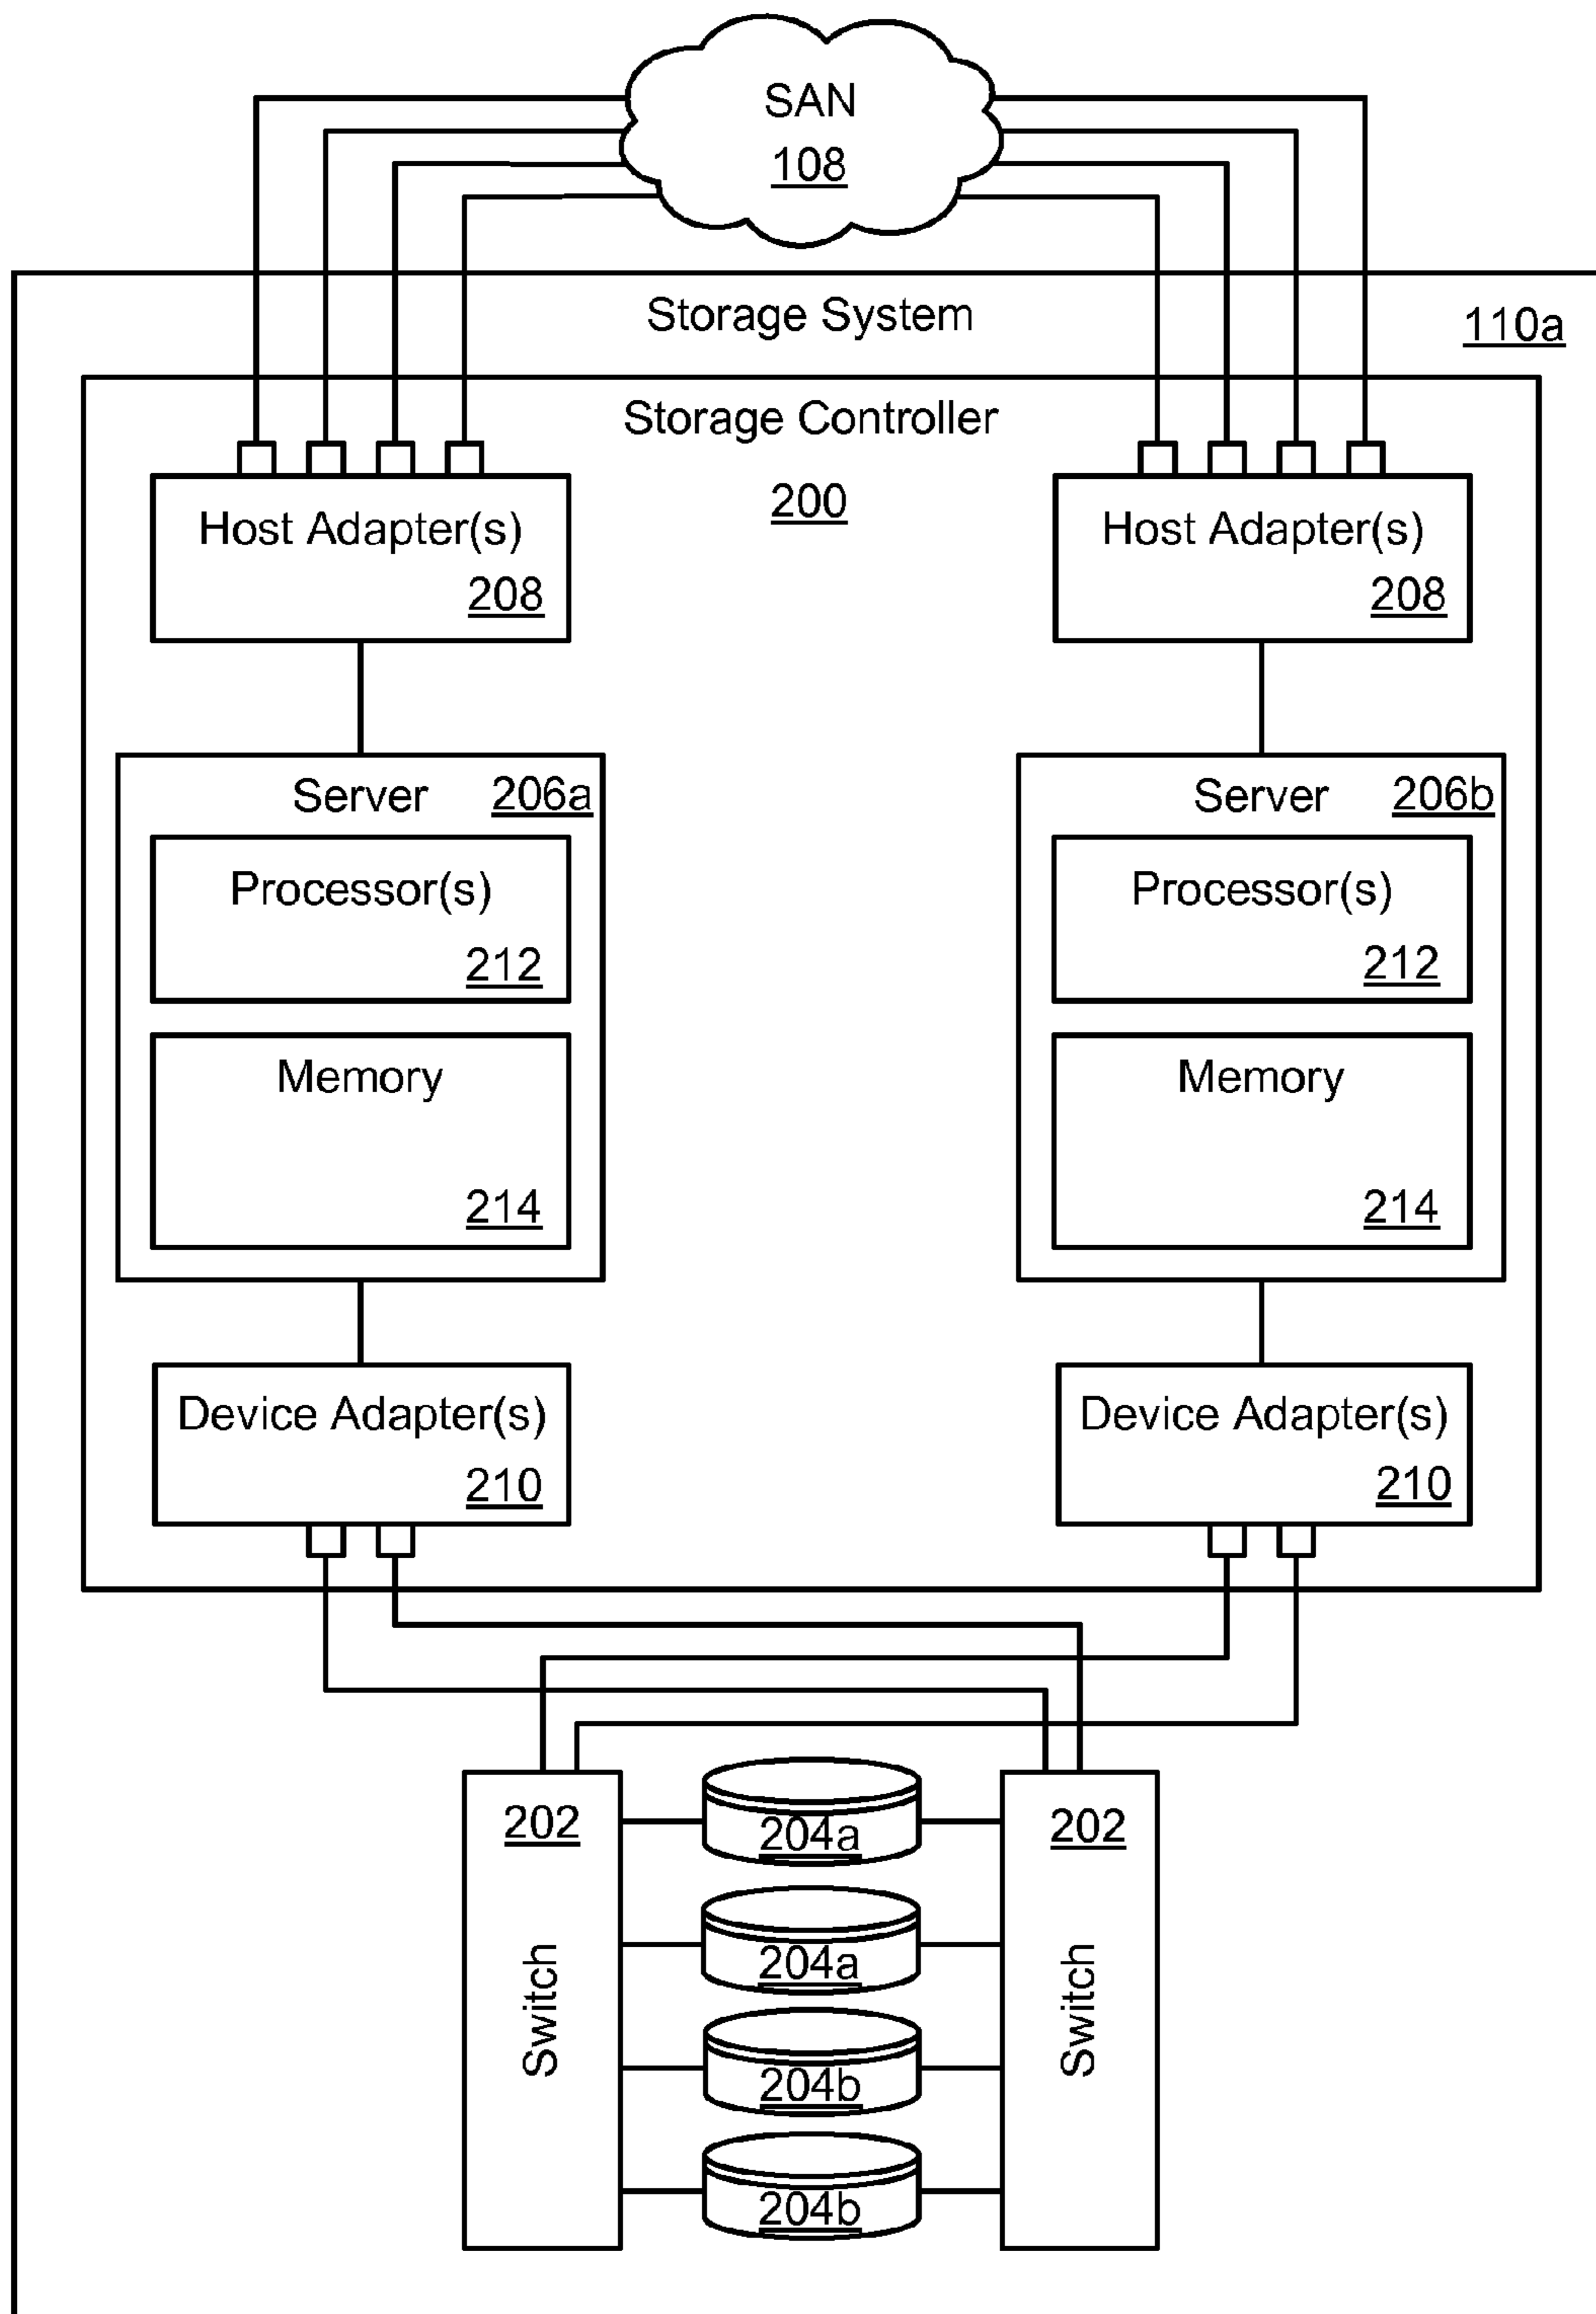 SAN
108
Storage System
110a
Storage Controller
200
Host Adapter(s)
208
Host Adapter(s)
208
Server 206a
Processor(s)
212
Memory
214
Server 206b
Processor(s)
212
Memory
214
Device Adapter(s)
210
Device Adapter(s)
210
202
Switch
204a
204a
204b
204b
202
Switch